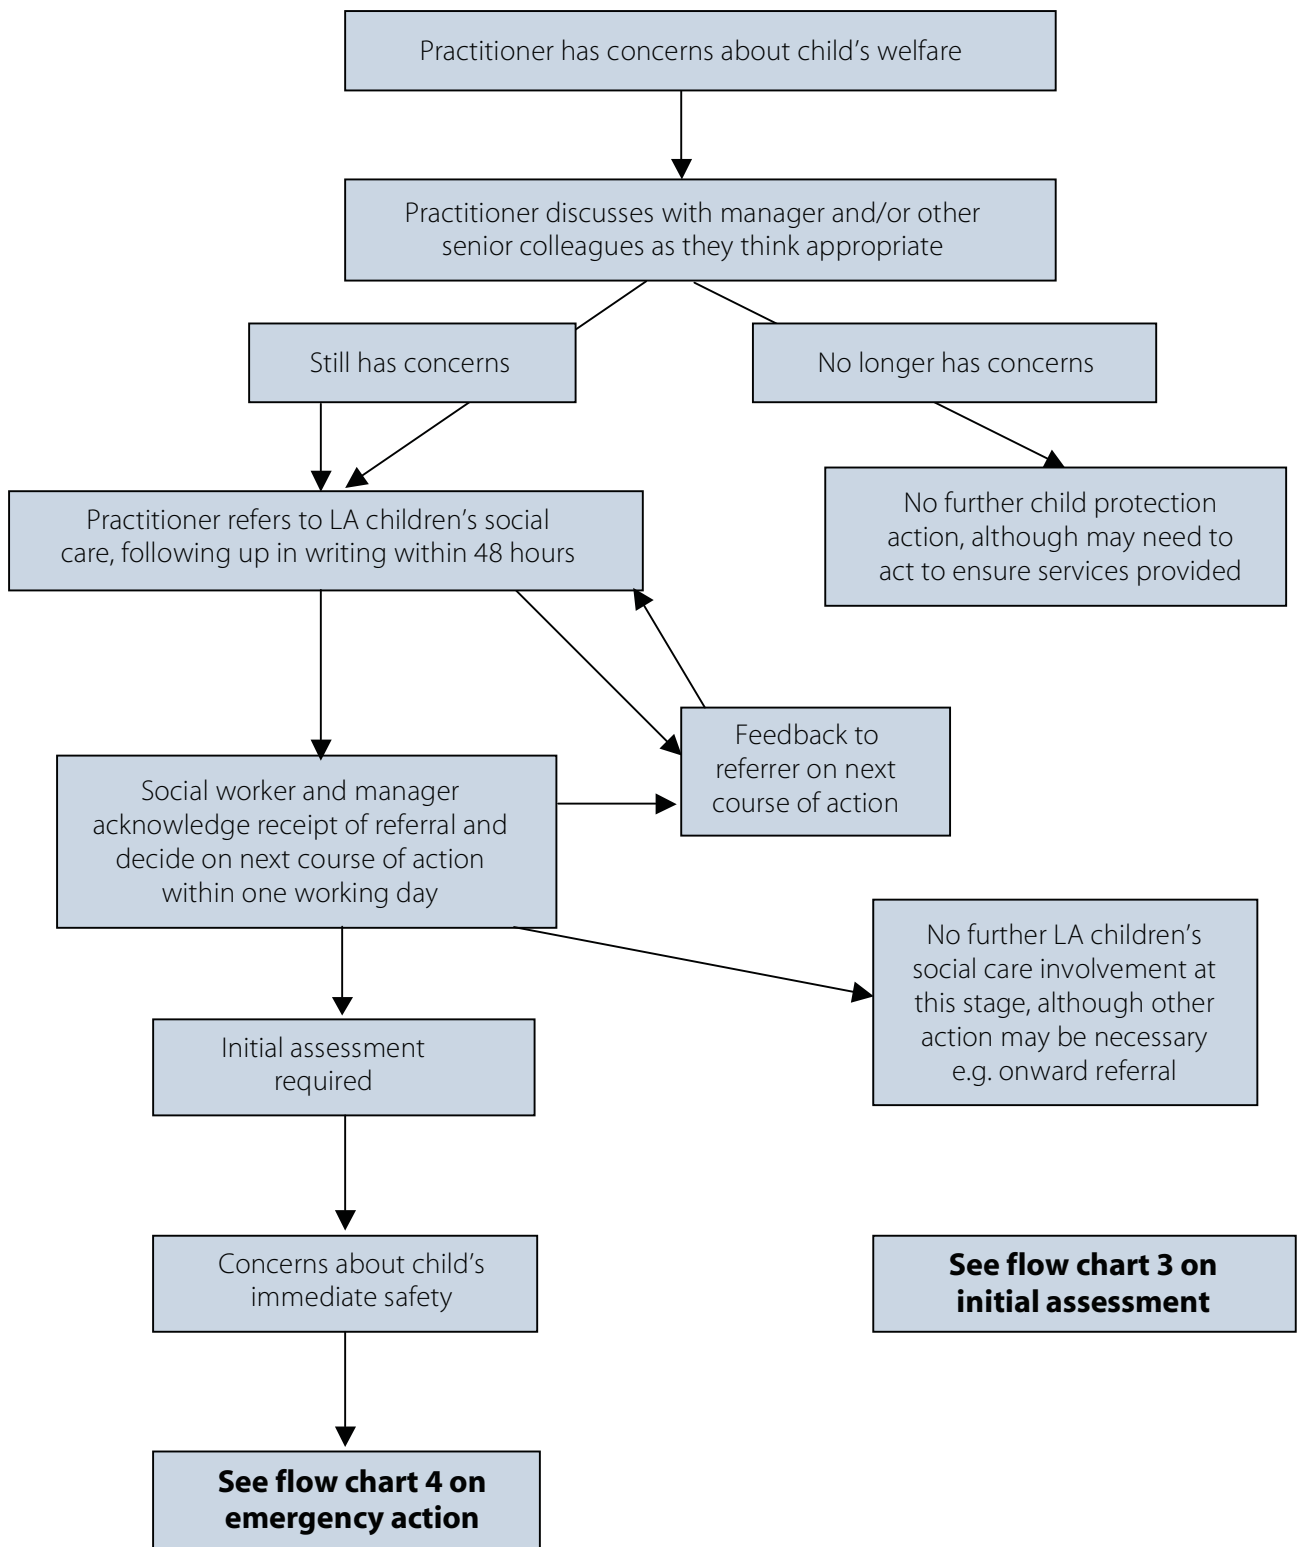 Practitioner has concerns about child’s welfare
Practitioner discusses with manager and/or other
senior colleagues as they think appropriate
Still has concerns
No longer has concerns
No further child protection
action, although may need to
act to ensure services provided
Practitioner refers to LA children’s social
care, following up in writing within 48 hours
Feedback to
referrer on next
course of action
Social worker and manager
acknowledge receipt of referral and
decide on next course of action
within one working day
No further LA children’s
social care involvement at
this stage, although other
action may be necessary
e.g. onward referral
Initial assessment
required
Concerns about child’s
immediate safety
See flow chart 3 on
initial assessment
See flow chart 4 on
emergency action